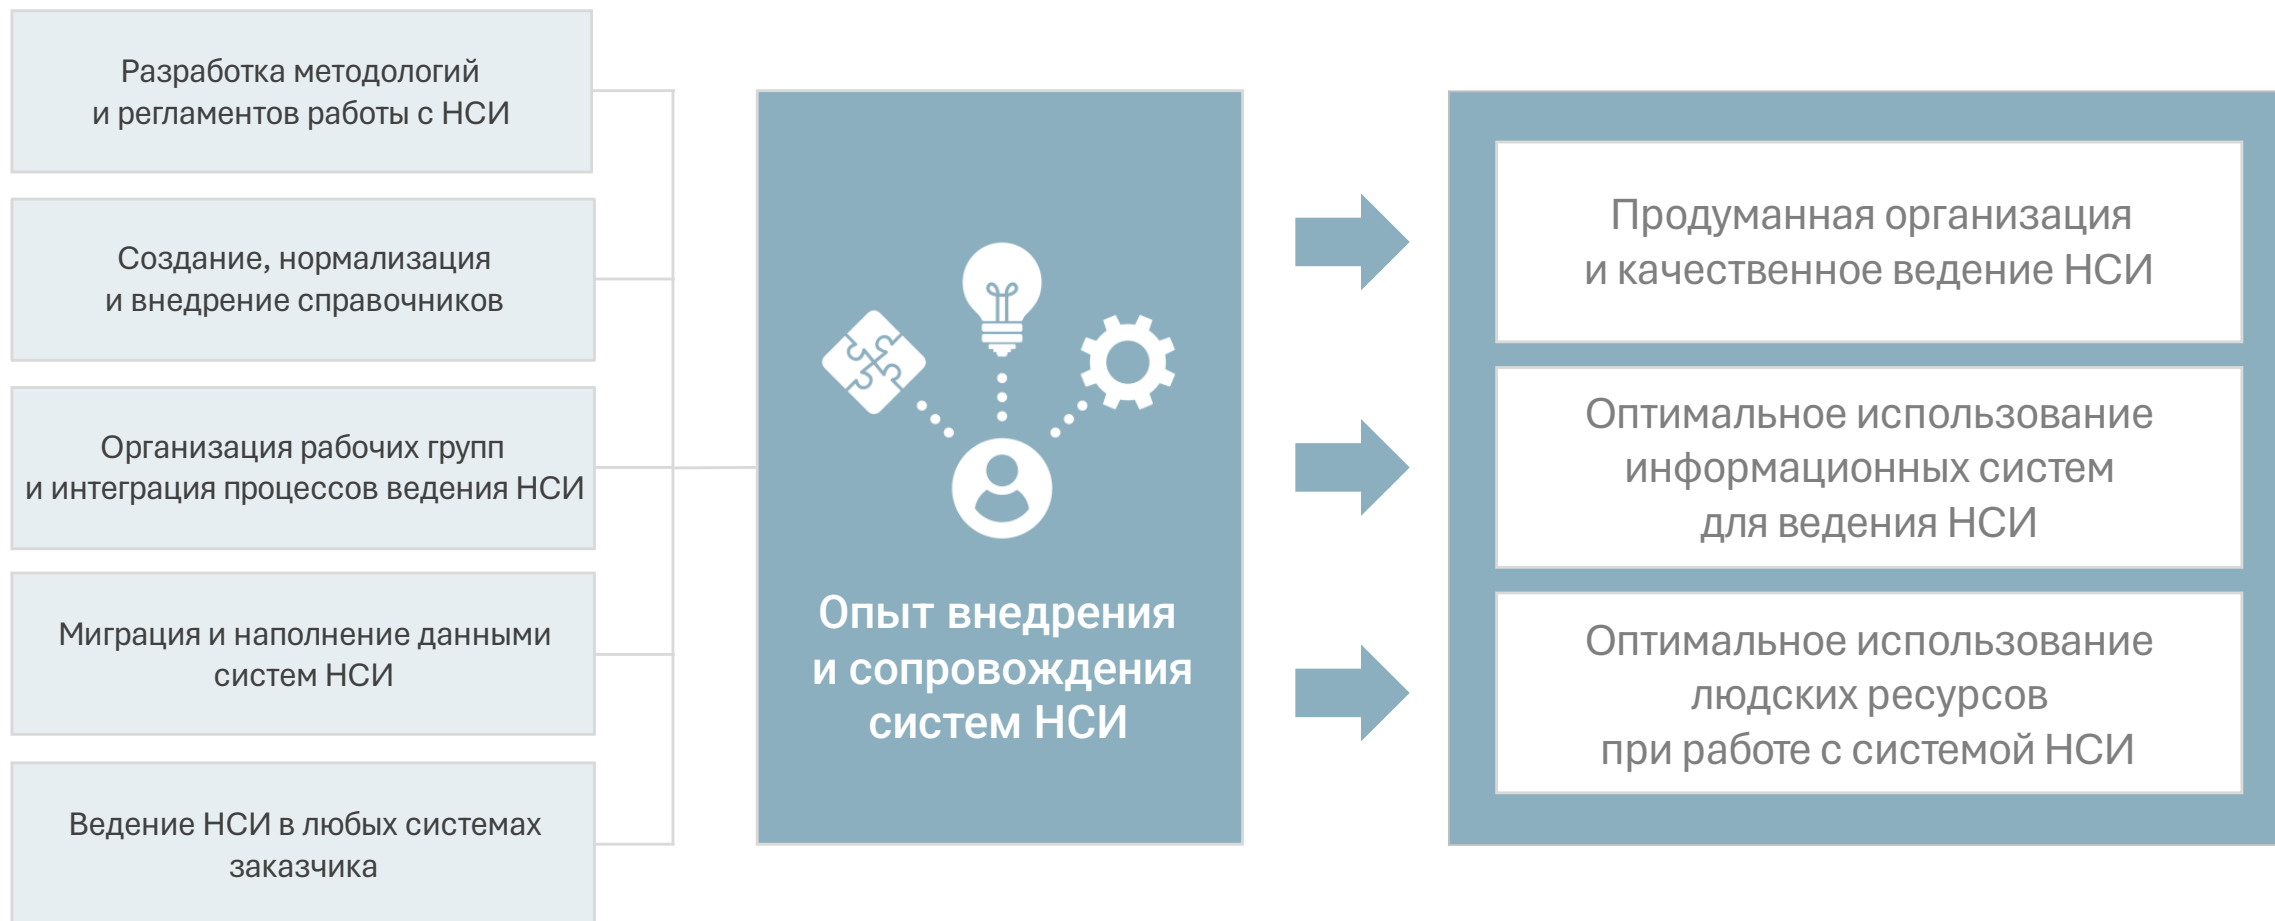 Разработка методологий
и регламентов работы с НСИ
Создание, нормализация
и внедрение справочников
Организация рабочих групп
и интеграция процессов ведения НСИ
Миграция и наполнение данными
систем НСИ
Ведение НСИ в любых системах
заказчика
Опыт внедрения
и сопровождения
систем НСИ
Продуманная организация
и качественное ведение НСИ
Оптимальное использование
информационных систем
для ведения НСИ
Оптимальное использование
людских ресурсов
при работе с системой НСИ